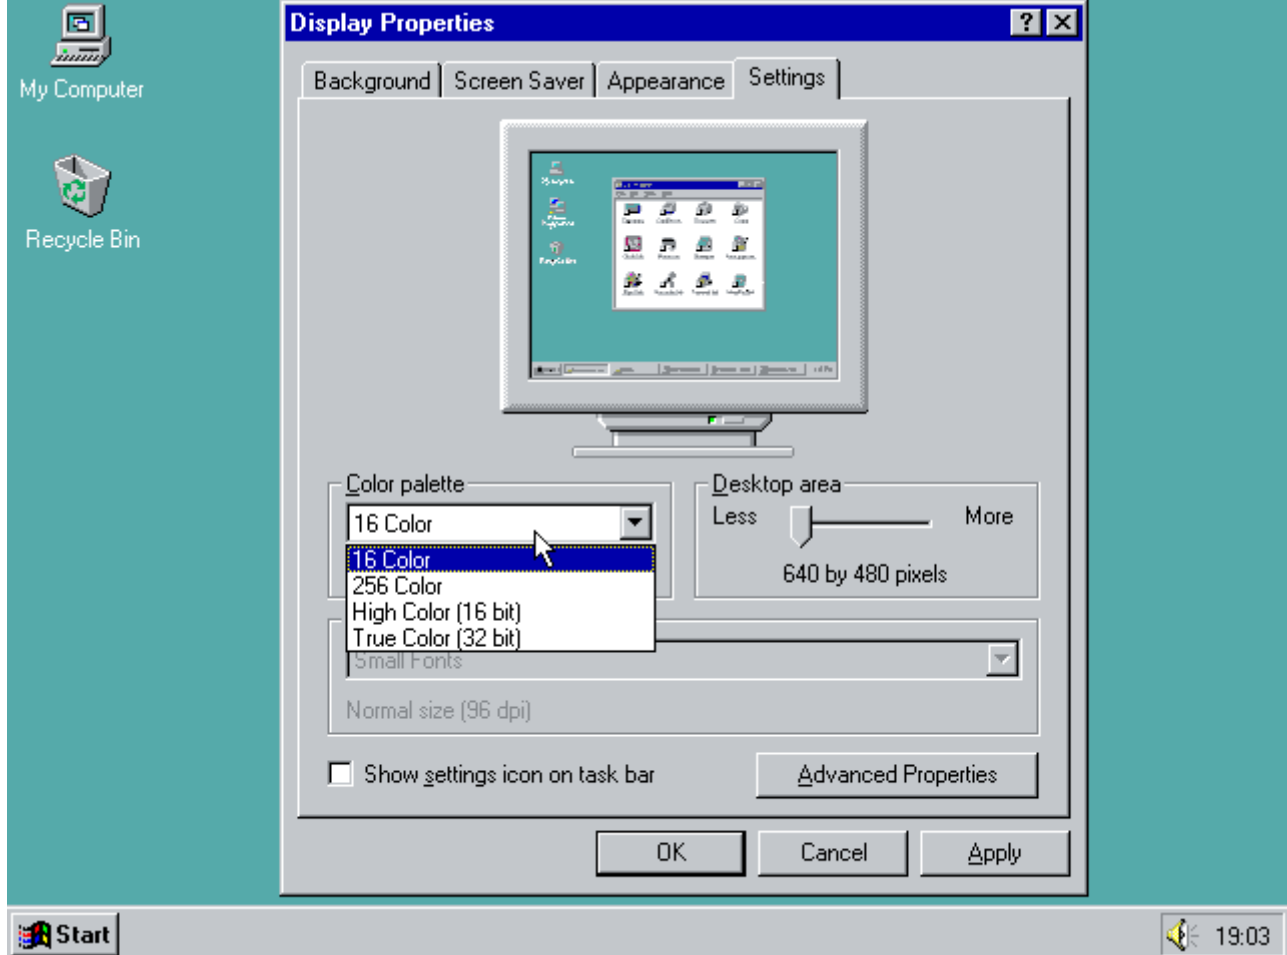 My Computer
Recycle Bin
Display Properties
Background
Screen Saver
Appearance
Settings
Color palette
16 Color
16 Color
256 Color
High Color (16 bit)
True Color (32 bit)
Desktop area
Less
More
640 by 480 pixels
Small Fonts
Normal size (96 dpi)
Show settings icon on task bar
Advanced Properties
OK
Cancel
Apply
Start
19:03